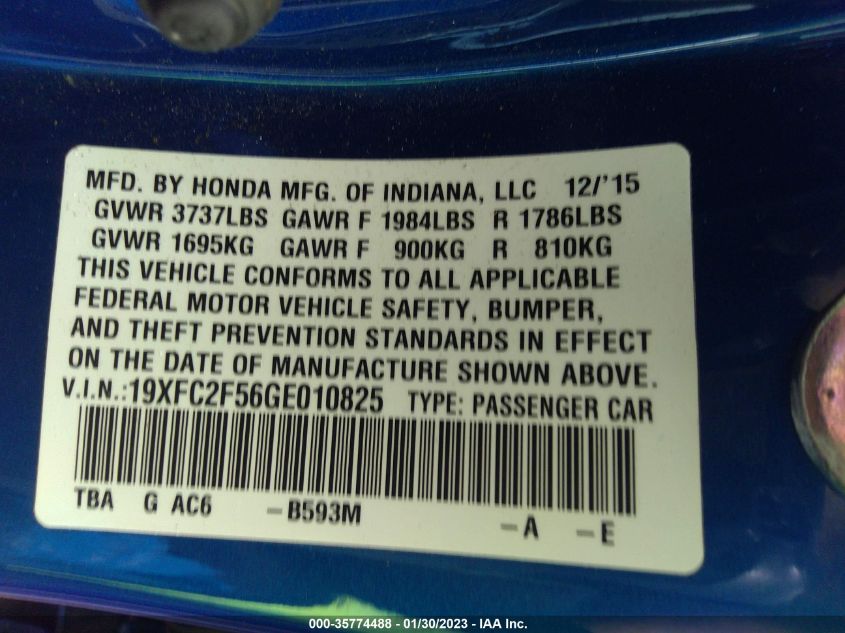 MFD. BY HONDA MFG. OF INDIANA, LLC 12/'15
GVWR 3737LBS GAWR F 1984LBS R 1786LBS
GVWR 1695KG GAWR F 900KG R 810KG
THIS VEHICLE CONFORMS TO ALL APPLICABLE
FEDERAL MOTOR VEHICLE SAFETY, BUMPER,
AND THEFT PREVENTION STANDARDS IN EFFECT
ON THE DATE OF MANUFACTURE SHOWN ABOVE.
V.I.N.:19XFC2F56GE010825 TYPE: PASSENGER CAR
TBA G AC6 -B593M -A -E
000-35774488 - 01/30/2023 - IAA Inc.